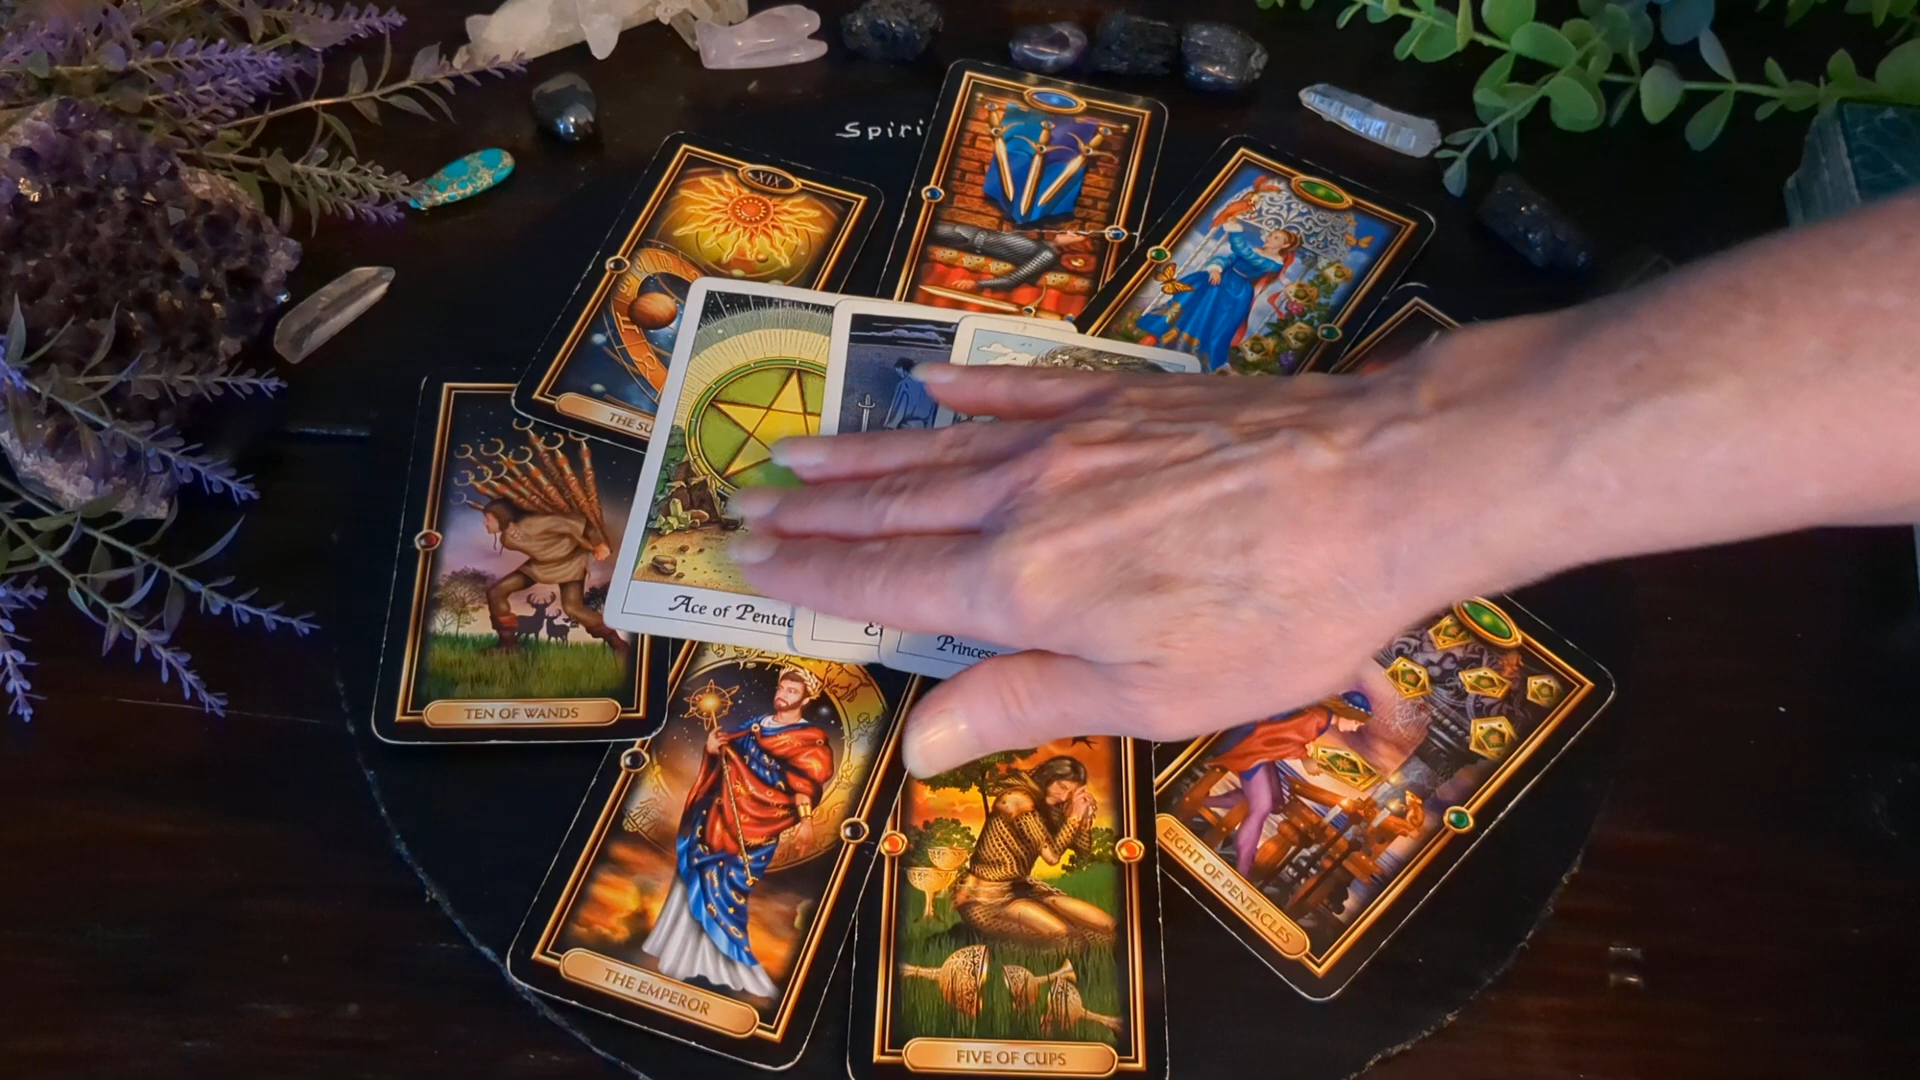 Spiri
XIX
THE SU
TEN OF WANDS
Ace of Pentac
Princess
THE EMPEROR
FIVE OF CUPS
EIGHT OF PENTACLES